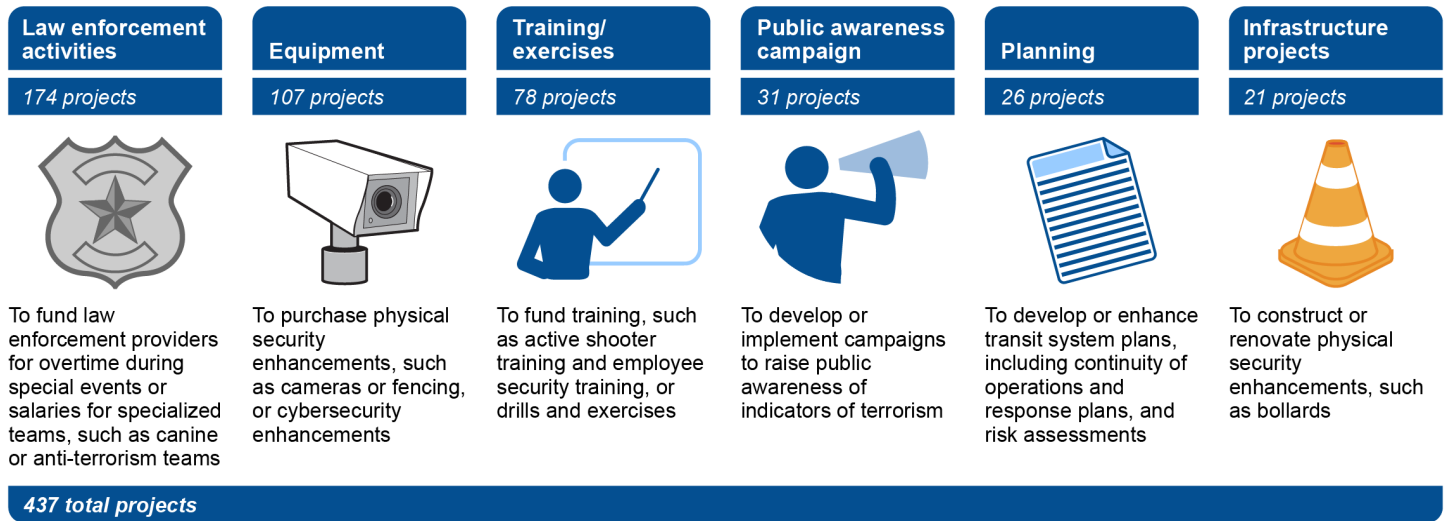 Law enforcement
activities
174 projects
To fund law
enforcement providers
for overtime during
special events or
salaries for specialized
teams, such as canine
or anti-terrorism teams
Equipment
107 projects
To purchase physical
security
enhancements, such
as cameras or fencing,
or cybersecurity
enhancements
Training/
exercises
78 projects
To fund training, such
as active shooter
training and employee
security training, or
drills and exercises
Public awareness
campaign
31 projects
To develop or
implement campaigns
to raise public
awareness of
indicators of terrorism
Planning
26 projects
To develop or enhance
transit system plans,
including continuity of
operations and
response plans, and
risk assessments
Infrastructure
projects
21 projects
To construct or
renovate physical
security
enhancements, such
as bollards
437 total projects